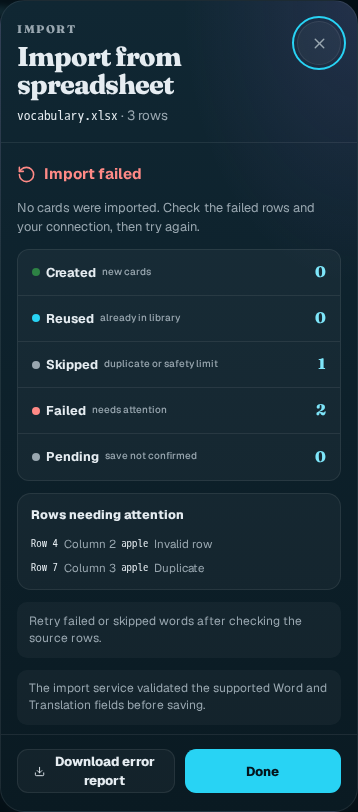 IMPORT
Import from
spreadsheet
vocabulary.xlsx · 3 rows
Import failed
No cards were imported. Check the failed rows and
your connection, then try again.
Created new cards 0
Reused already in library 0
Skipped duplicate or safety limit 1
Failed needs attention 2
Pending save not confirmed 0
Rows needing attention
Row 4 Column 2 apple Invalid row
Row 7 Column 3 apple Duplicate
Retry failed or skipped words after checking the
source rows.
The import service validated the supported Word and
Translation fields before saving.
Download error
report
Done